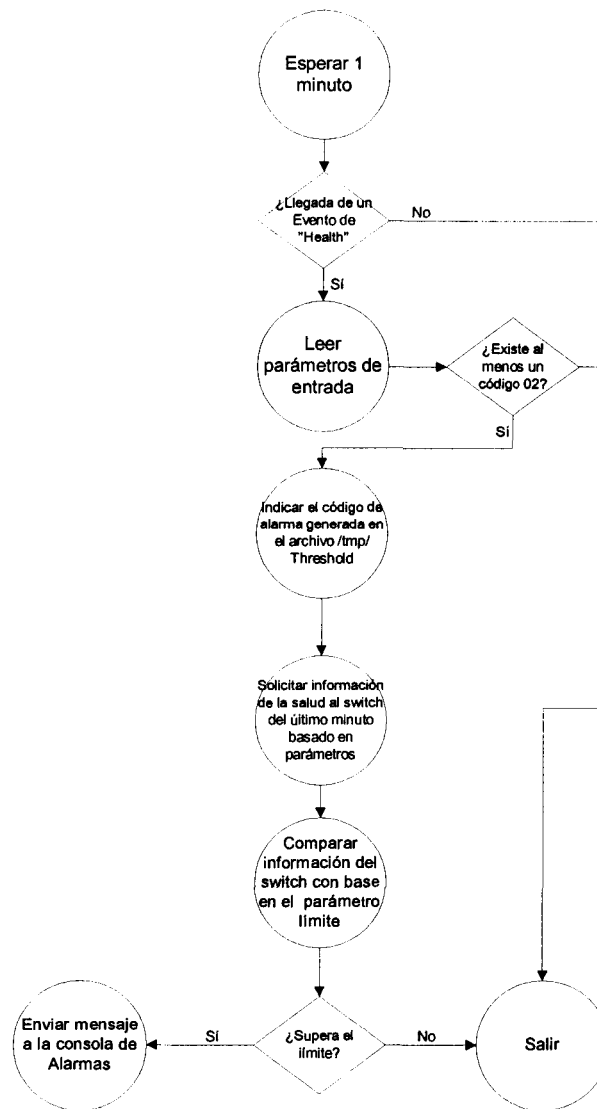 Esperar 1
minuto
¿Llegada de un
Evento de
"Health"
No
Sí
Leer
parámetros de
entrada
¿Existe al
menos un
código 02?
Sí
Indicar el código de
alarma generada en
el archivo /tmp/
Threshold
Solicitar información
de la salud al switch
del último minuto
basado en
parámetros
Comparar
información del
switch con base
en el parámetro
límite
Enviar mensaje
a la consola de
Alarmas
Sí
¿Supera el
límite?
No
Salir